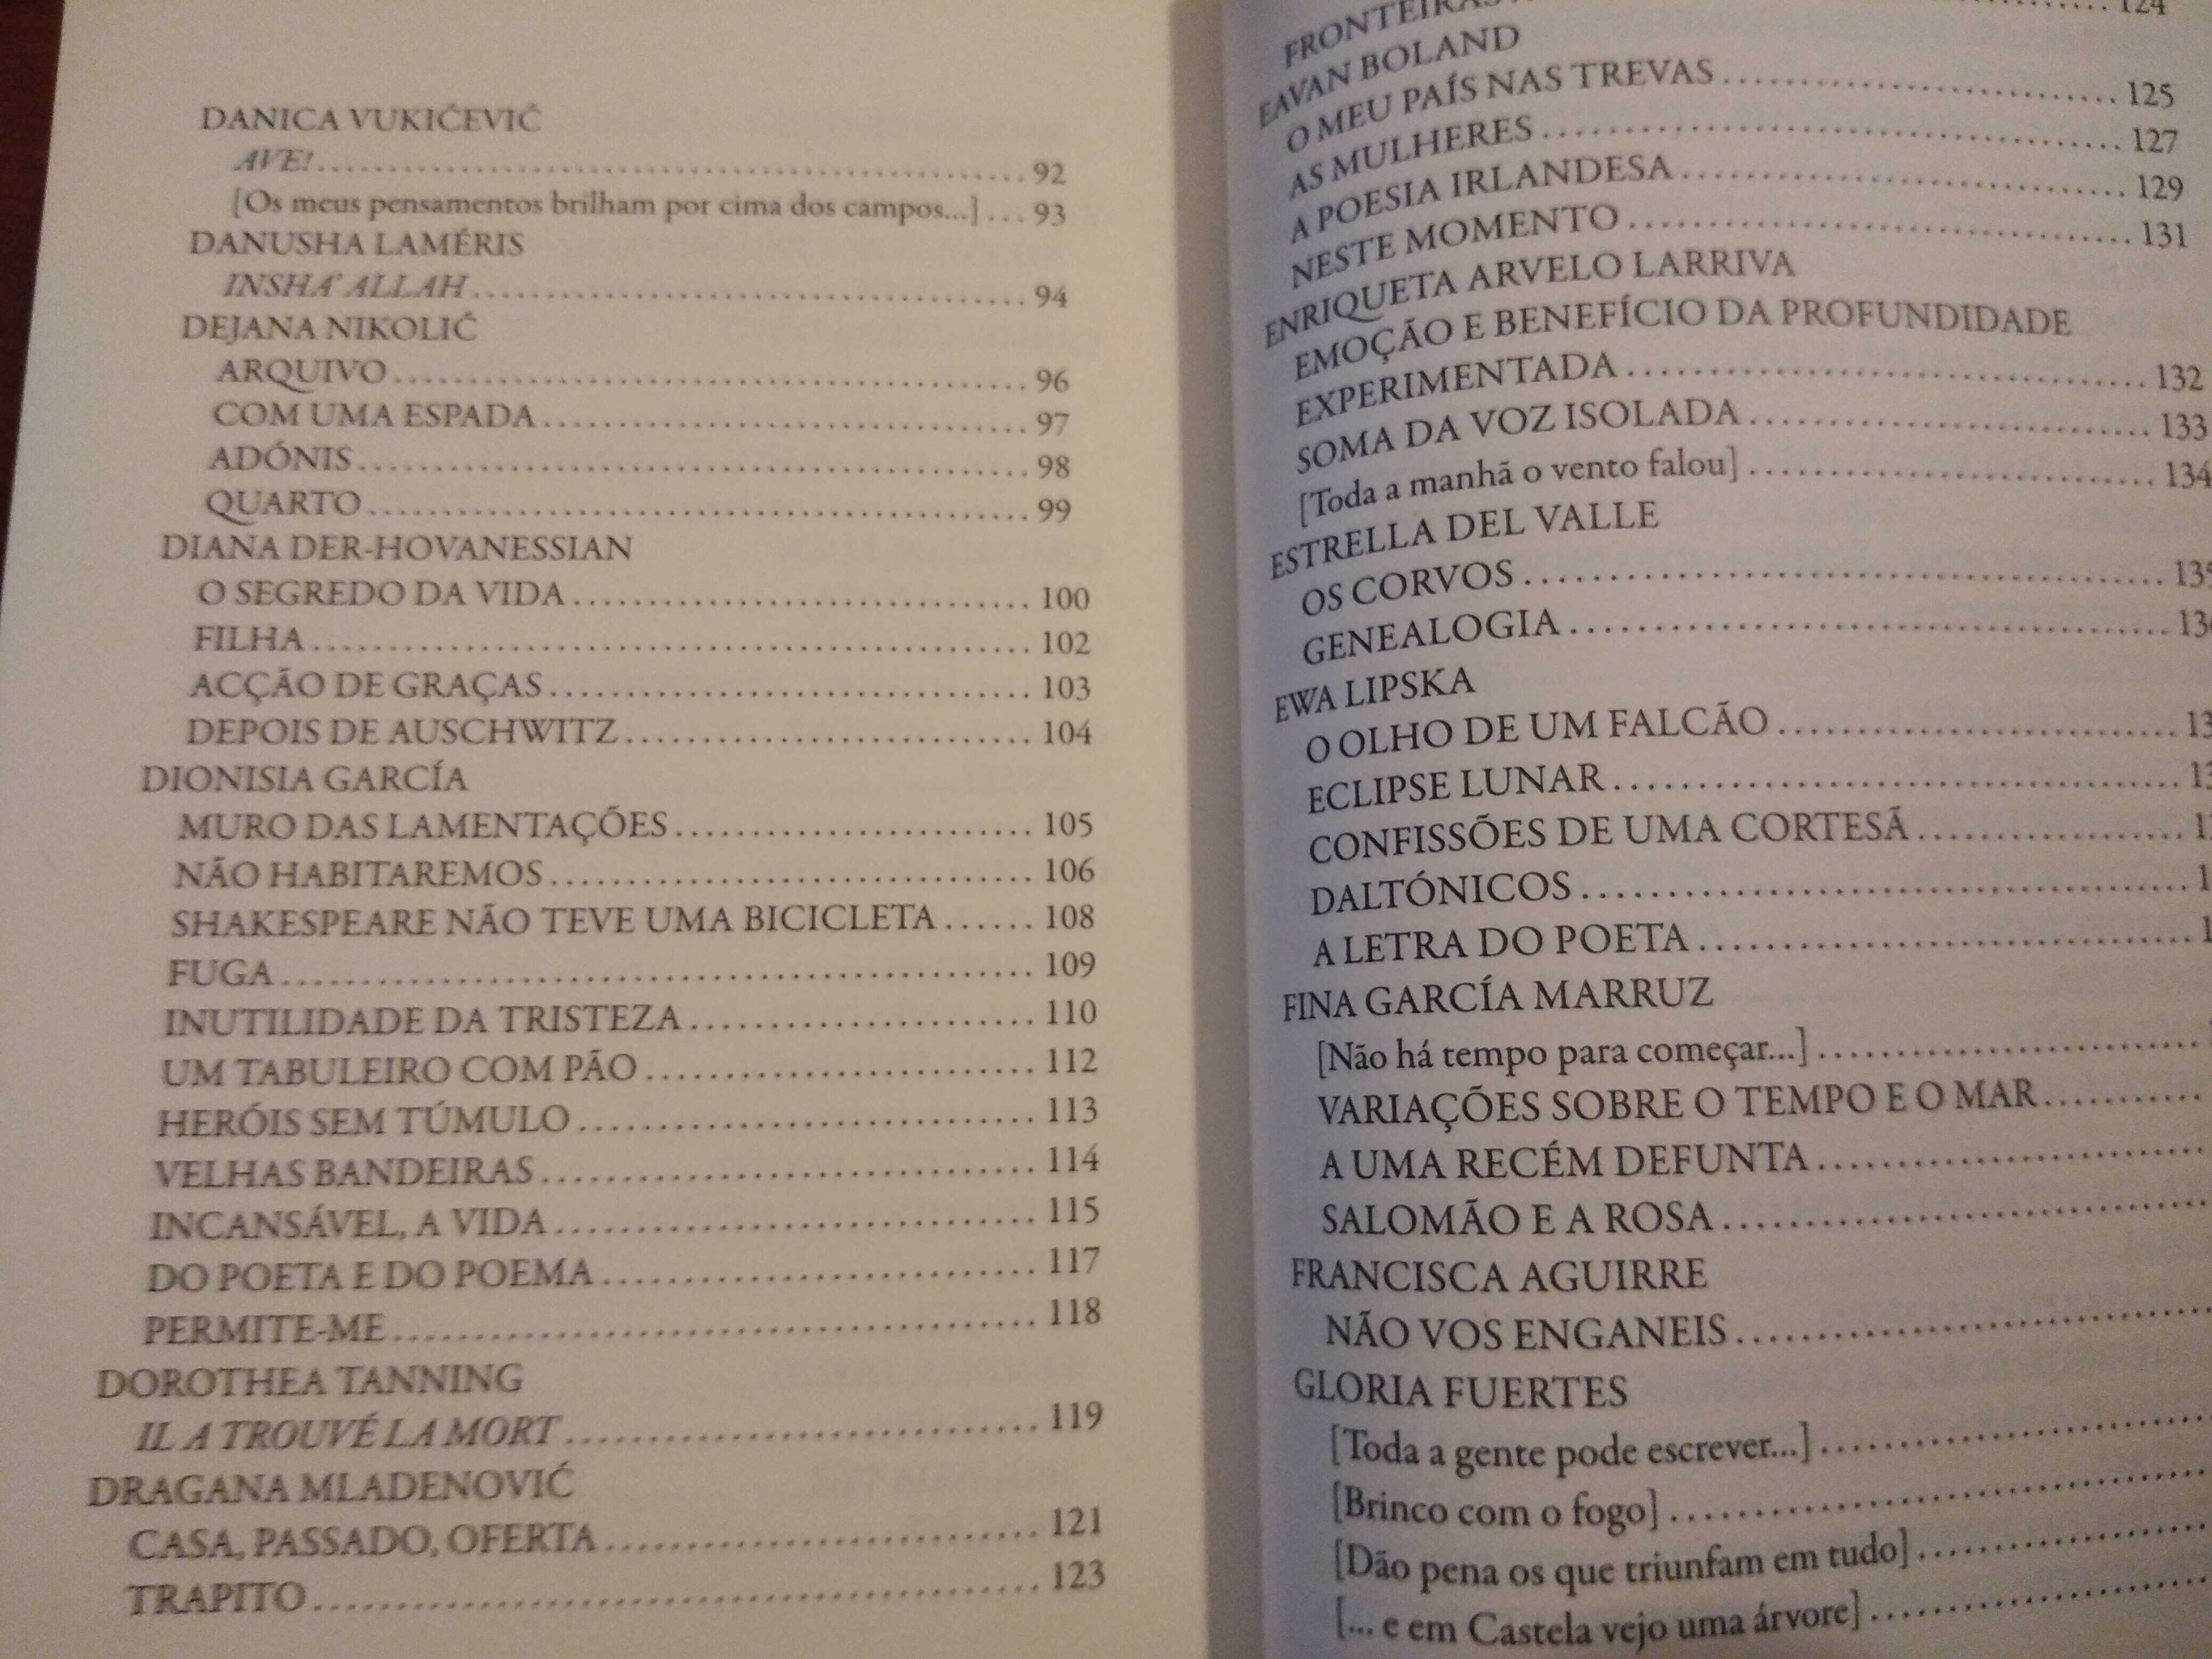 DANICA VUKIĆEVIĆ
AVE!........ 92
[Os meus pensamentos brilham por cima dos campos...] ... 93
DANUSHA LAMÉRIS
INSHA' ALLAH........ 94
DEJANA NIKOLIĆ
ARQUIVO........ 96
COM UMA ESPADA........ 97
ADÓNIS........ 98
QUARTO........ 99
DIANA DER-HOVANESSIAN
O SEGREDO DA VIDA........ 100
FILHA........ 102
ACÇÃO DE GRAÇAS........ 103
DEPOIS DE AUSCHWITZ........ 104
DIONISIA GARCÍA
MURO DAS LAMENTAÇÕES........ 105
NÃO HABITAREMOS........ 106
SHAKESPEARE NÃO TEVE UMA BICICLETA...... 108
FUGA........ 109
INUTILIDADE DA TRISTEZA........ 110
UM TABULEIRO COM PÃO........ 112
HERÓIS SEM TÚMULO........ 113
VELHAS BANDEIRAS........ 114
INCANSÁVEL, A VIDA........ 115
DO POETA E DO POEMA........ 117
PERMITE-ME........ 118
DOROTHEA TANNING
IL A TROUVÉ LA MORT........ 119
DRAGANA MLADENOVIĆ
CASA, PASSADO, OFERTA........ 121
TRAPITO........ 123
FRONTEIRAS ........ 124
EAVAN BOLAND
O MEU PAÍS NAS TREVAS........ 125
AS MULHERES........ 127
A POESIA IRLANDESA........ 129
NESTE MOMENTO........ 131
ENRIQUETA ARVELO LARRIVA
EMOÇÃO E BENEFÍCIO DA PROFUNDIDADE
EXPERIMENTADA........ 132
SOMA DA VOZ ISOLADA........ 133
[Toda a manhã o vento falou]........ 134
ESTRELLA DEL VALLE
OS CORVOS........ 135
GENEALOGIA........
EWA LIPSKA
O OLHO DE UM FALCÃO........
ECLIPSE LUNAR........
CONFISSÕES DE UMA CORTESÃ........
DALTÓNICOS........
A LETRA DO POETA........
FINA GARCÍA MARRUZ
[Não há tempo para começar...]........
VARIAÇÕES SOBRE O TEMPO E O MAR........
A UMA RECÉM DEFUNTA........
SALOMÃO E A ROSA........
FRANCISCA AGUIRRE
NÃO VOS ENGANEIS........
GLORIA FUERTES
[Toda a gente pode escrever...]........
[Brinco com o fogo]........
[Dão pena os que triunfam em tudo]........
[... e em Castela vejo uma árvore]........